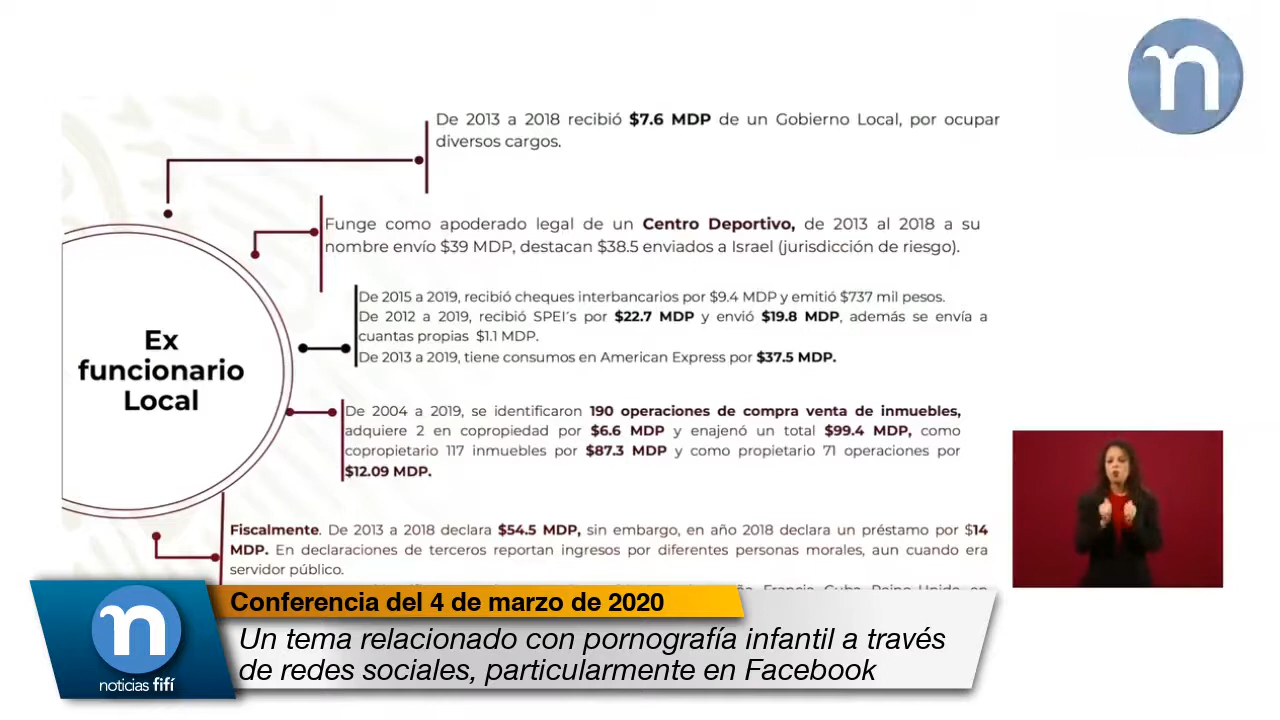 n
De 2013 a 2018 recibió $7.6 MDP de un Gobierno Local, por ocupar
diversos cargos.
Funge como apoderado legal de un Centro Deportivo, de 2013 al 2018 a su
nombre envío $39 MDP, destacan $38.5 enviados a Israel (jurisdicción de riesgo).
De 2015 a 2019, recibió cheques interbancarios por $9.4 MDP y emitió $737 mil pesos.
De 2012 a 2019, recibió SPEI´s por $22.7 MDP y envió $19.8 MDP, además se envía a
cuantas propias $1.1 MDP.
De 2013 a 2019, tiene consumos en American Express por $37.5 MDP.
Ex
funcionario
Local
De 2004 a 2019, se identificaron 190 operaciones de compra venta de inmuebles,
adquiere 2 en copropiedad por $6.6 MDP y enajenó un total $99.4 MDP, como
copropietario 117 inmuebles por $87.3 MDP y como propietario 71 operaciones por
$12.09 MDP.
Fiscalmente. De 2013 a 2018 declara $54.5 MDP, sin embargo, en año 2018 declara un préstamo por $14
MDP. En declaraciones de terceros reportan ingresos por diferentes personas morales, aun cuando era
servidor público.
Francia, Cuba, Reino Unido, en
Conferencia del 4 de marzo de 2020
Un tema relacionado con pornografía infantil a través
de redes sociales, particularmente en Facebook
n
noticias fifí